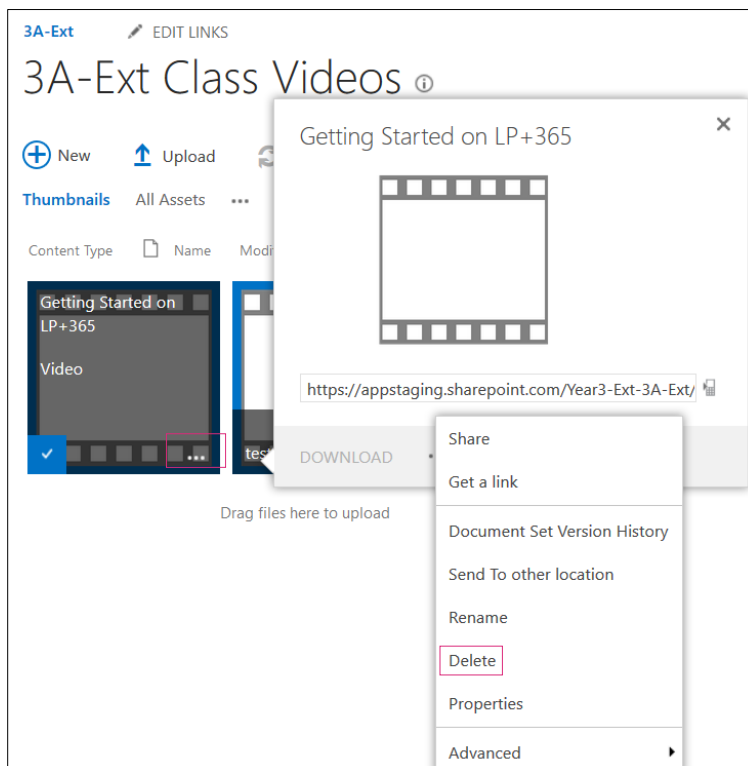 3A-Ext EDIT LINKS
3A-Ext Class Videos
Getting Started on LP+365
New Upload
Thumbnails All Assets ...
Content Type Name
Getting Started on
LP+365
Video
https://appstaging.sharepoint.com/Year3-Ext-3A-Ext/
...
DOWNLOAD
Drag files here to upload
Share
Get a link
Document Set Version History
Send To other location
Rename
Delete
Properties
Advanced